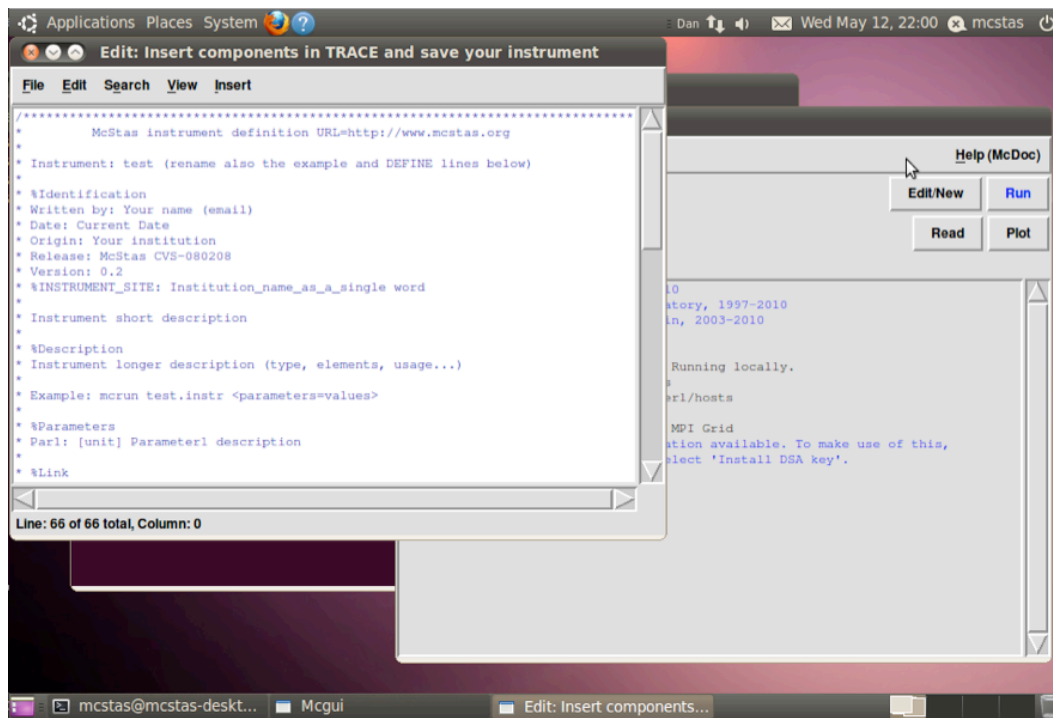 Applications Places System Dan Wed May 12, 22:00 mcstas
Edit: Insert components in TRACE and save your instrument
File Edit Search View Insert
/*******************************************************************************
* McStas instrument definition URL=http://www.mcstas.org
*
* Instrument: test (rename also the example and DEFINE lines below)
*
* %Identification
* Written by: Your name (email)
* Date: Current Date
* Origin: Your institution
* Release: McStas CVS-080208
* Version: 0.2
* %INSTRUMENT_SITE: Institution_name_as_a_single word
*
* Instrument short description
*
* %Description
* Instrument longer description (type, elements, usage...)
*
* Example: mcrun test.instr <parameters=values>
*
* %Parameters
* Par1: [unit] Parameter1 description
*
* %Link
Line: 66 of 66 total, Column: 0
Help (McDoc)
Edit/New Run
Read Plot
10
atory, 1997-2010
in, 2003-2010
Running locally.
s
erl/hosts
MPI Grid
ation available. To make use of this,
elect 'Install DSA key'.
mcstas@mcstas-deskt... Mcgui Edit: Insert components...